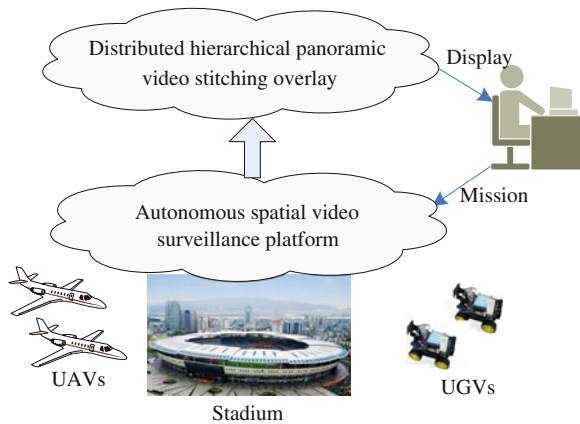 Distributed hierarchical panoramic
video stitching overlay
Display
Mission
Autonomous spatial video
surveillance platform
UAVs
Stadium
UGVs